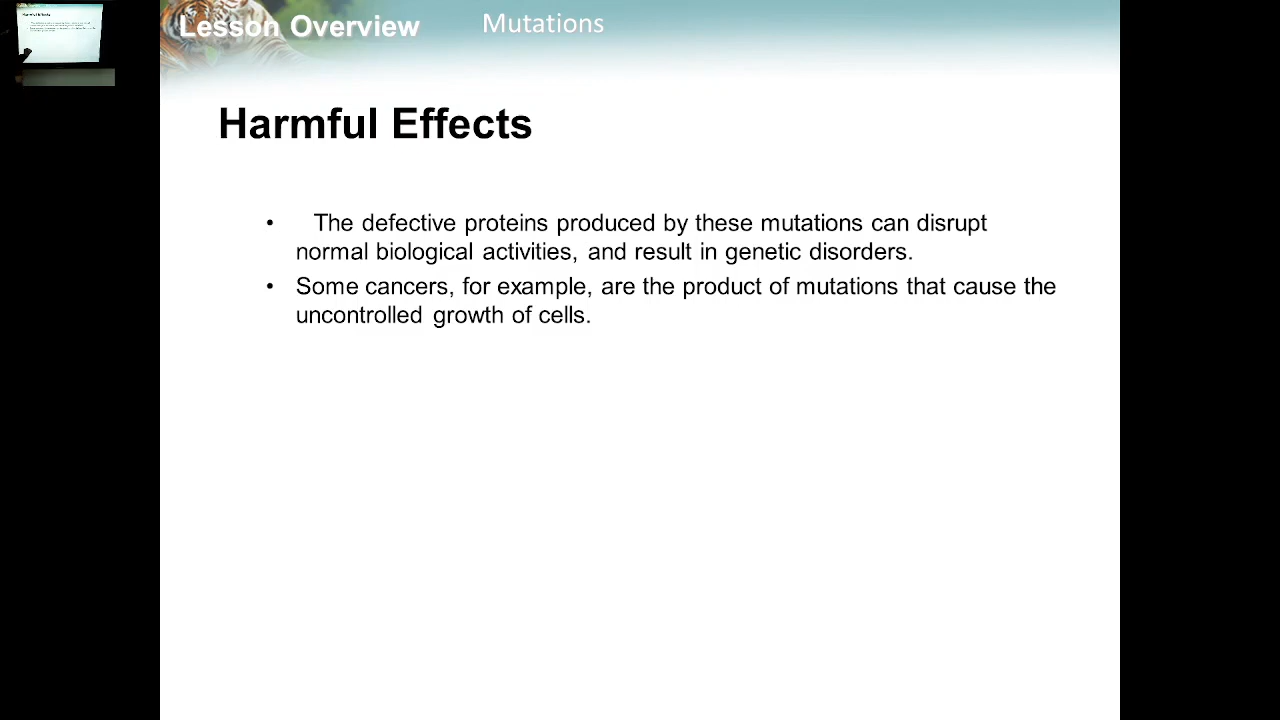 Lesson Overview Mutations
Harmful Effects
• The defective proteins produced by these mutations can disrupt
normal biological activities, and result in genetic disorders.
• Some cancers, for example, are the product of mutations that cause the
uncontrolled growth of cells.
Harmful Effects